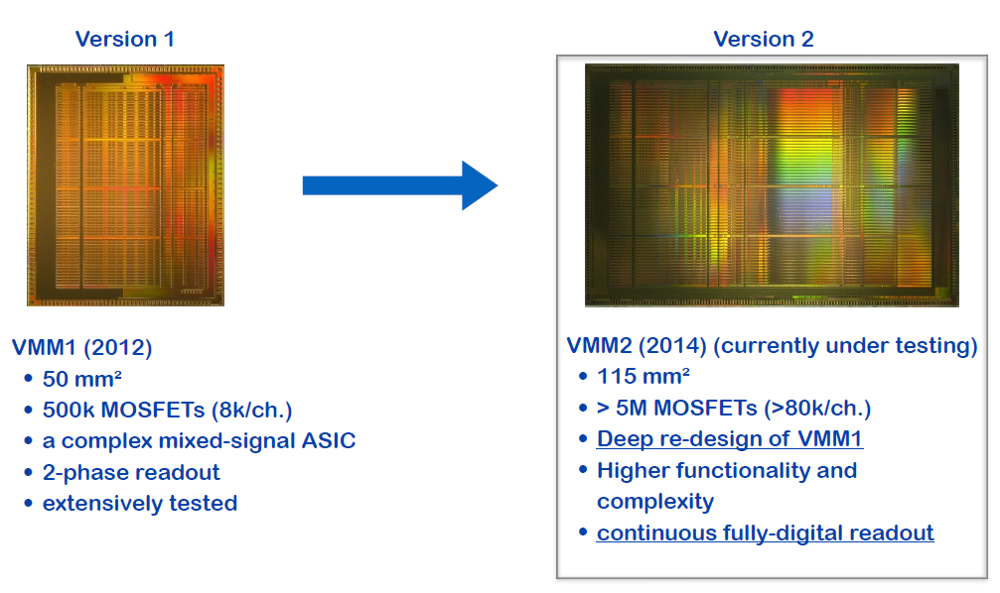 Version 1
VMM1 (2012)
• 50 mm²
• 500k MOSFETs (8k/ch.)
• a complex mixed-signal ASIC
• 2-phase readout
• extensively tested
Version 2
VMM2 (2014) (currently under testing)
• 115 mm²
• > 5M MOSFETs (>80k/ch.)
• Deep re-design of VMM1
• Higher functionality and
complexity
• continuous fully-digital readout